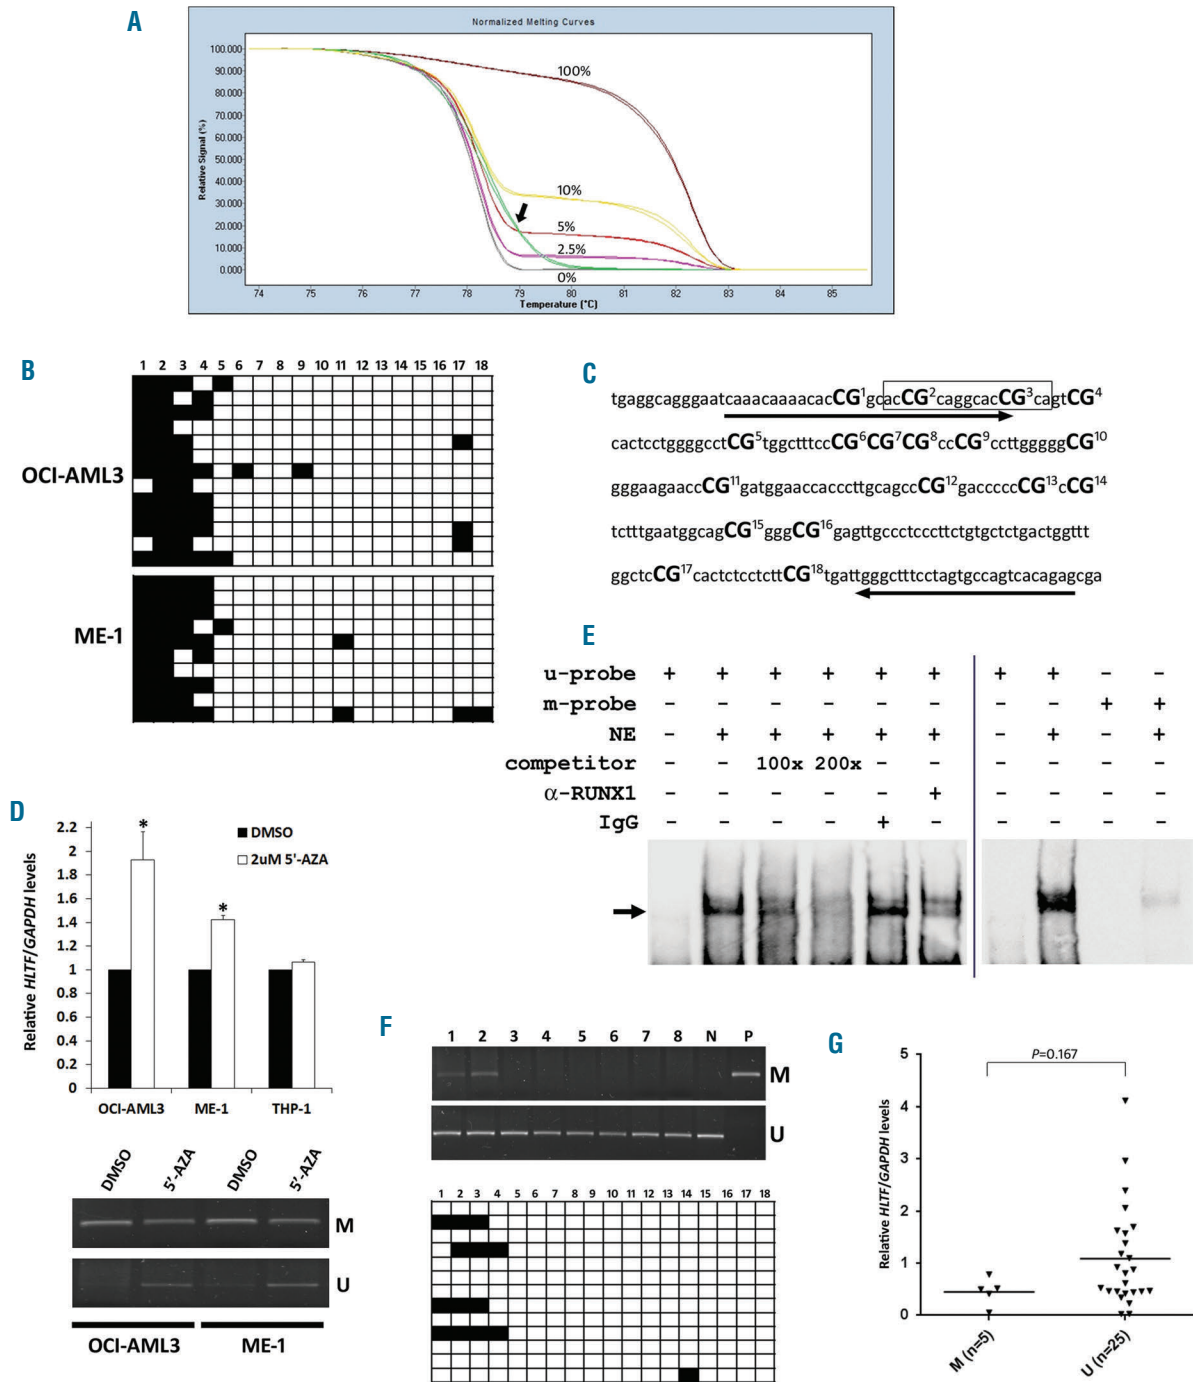 A
Normalized Melting Curves
Relative Signal (%)
100.000
90.000
80.000
70.000
60.000
50.000
40.000
30.000
20.000
10.000
0.000
100%
10%
5%
2.5%
0%
74 75 76 77 78 79 80 81 82 83 84 85
Temperature (°C)
B
1 2 3 4 5 6 7 8 9 10 11 12 13 14 15 16 17 18
OCI-AML3
ME-1
C
tgaggcagggaatcaaacaaaacacCG1gcacCG2caggcacCG3cagtCG4
cactcctggggcctCG5tggctttccCG6CG7CG8ccCG9ccttgggggCG10
gggaagaaccCG11gatggaaccacccttgcagccCG12gacccccCG13cCG14
tctttgaatggcagCG15gggCG16gagttgccctcccttctgtgctctgactggttt
ggctcCG17cactctcctcttCG18tgattgggctttcctagtgccagtcacagagcga
E
u-probe + + + + + + + + – –
m-probe – – – – – – – – + +
NE – + + + + + – + – +
competitor – – 100x 200x – – – – – –
α-RUNX1 – – – – – + – – – –
IgG – – – – + – – – – –
D
Relative HLTF/GAPDH levels
2.2
2
1.8
1.6
1.4
1.2
1
0.8
0.6
0.4
0.2
0
* *
DMSO
2uM 5'-AZA
OCI-AML3 ME-1 THP-1
DMSO 5'-AZA DMSO 5'-AZA
M
U
OCI-AML3 ME-1
F
1 2 3 4 5 6 7 8 N P
M
U
1 2 3 4 5 6 7 8 9 10 11 12 13 14 15 16 17 18
G
Relative HLTF/GAPDH levels
5
4
3
2
1
0
P=0.167
M (n=5) U (n=25)